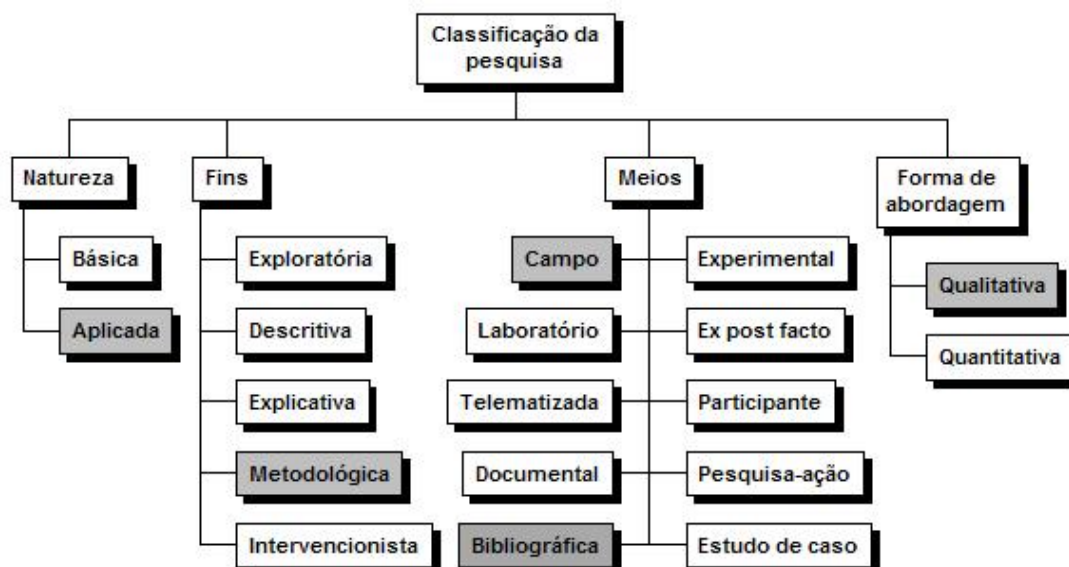 Classificação da
pesquisa
Natureza
Fins
Meios
Forma de
abordagem
Básica
Aplicada
Exploratória
Descritiva
Explicativa
Metodológica
Intervencionista
Campo
Experimental
Laboratório
Ex post facto
Telematizada
Participante
Documental
Pesquisa-ação
Bibliográfica
Estudo de caso
Qualitativa
Quantitativa